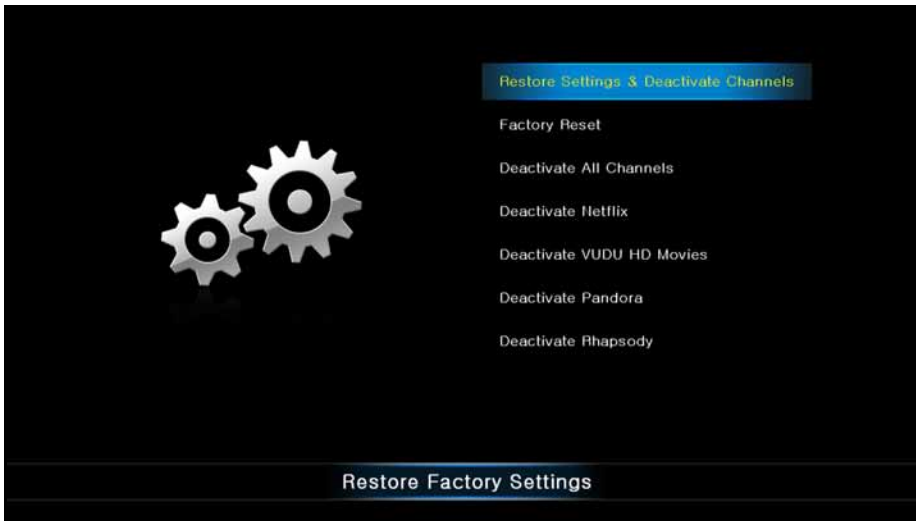 Restore Settings & Deactivate Channels
Factory Reset
Deactivate All Channels
Deactivate Netflix
Deactivate VUDU HD Movies
Deactivate Pandora
Deactivate Rhapsody
Restore Factory Settings